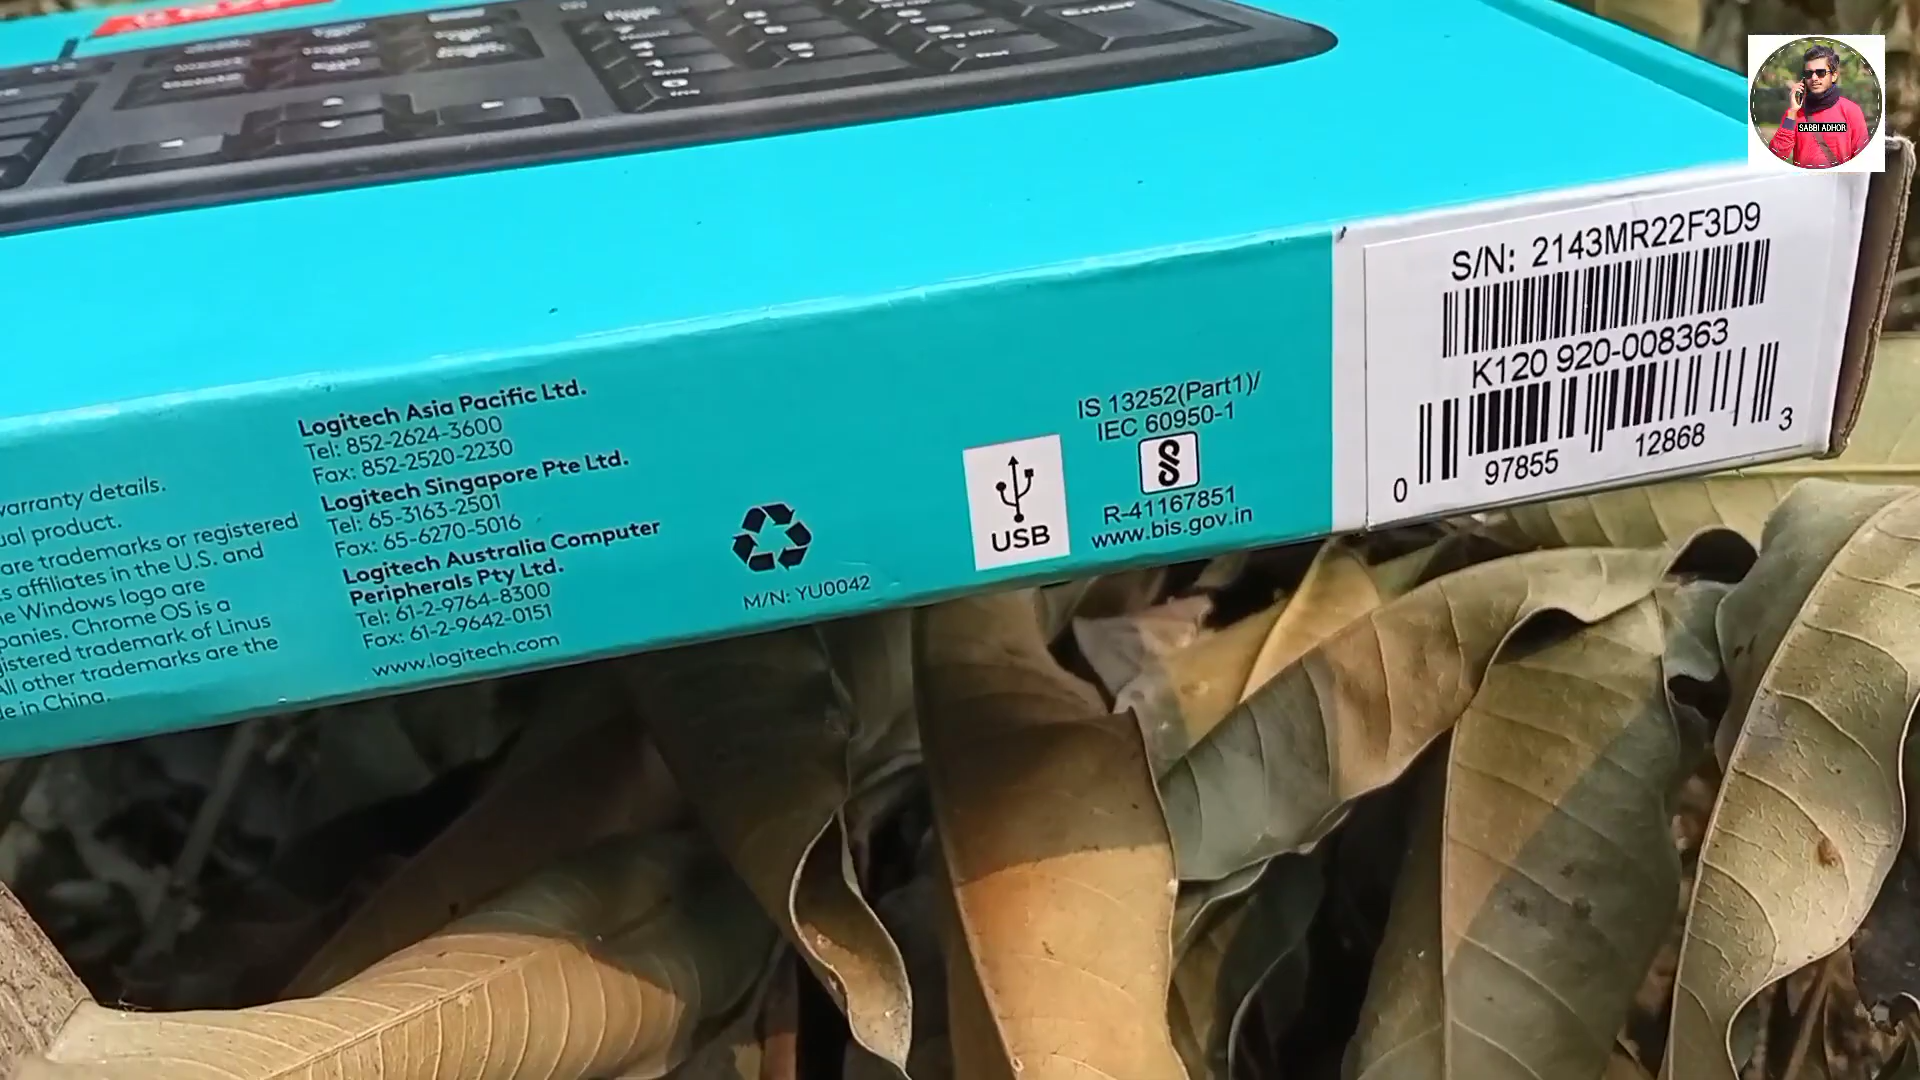 SABBI ADHOR
Enter
warranty details.
ual product.
are trademarks or registered
s affiliates in the U.S. and
e Windows logo are
panies. Chrome OS is a
gistered trademark of Linus
All other trademarks are the
de in China.
Logitech Asia Pacific Ltd.
Tel: 852-2624-3600
Fax: 852-2520-2230
Logitech Singapore Pte Ltd.
Tel: 65-3163-2501
Fax: 65-6270-5016
Logitech Australia Computer
Peripherals Pty Ltd.
Tel: 61-2-9764-8300
Fax: 61-2-9642-0151
www.logitech.com
M/N: YU0042
USB
IS 13252(Part1)/
IEC 60950-1
R-41167851
www.bis.gov.in
S/N: 2143MR22F3D9
K120 920-008363
0 97855 12868 3